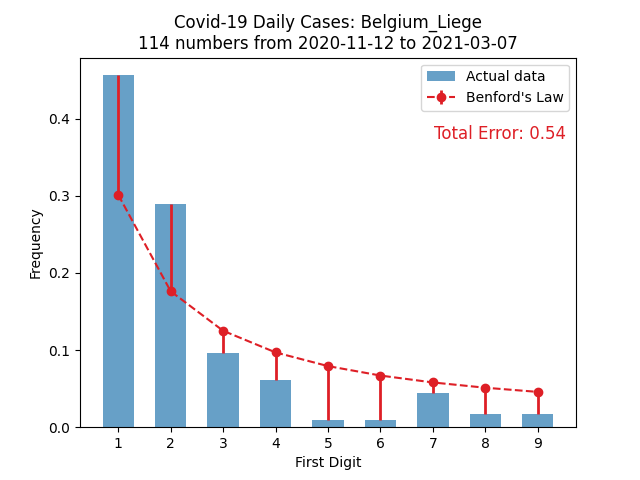 Covid-19 Daily Cases: Belgium_Liege
114 numbers from 2020-11-12 to 2021-03-07
Actual data
Benford's Law
Total Error: 0.54
Frequency
0.4
0.3
0.2
0.1
0.0
1 2 3 4 5 6 7 8 9
First Digit